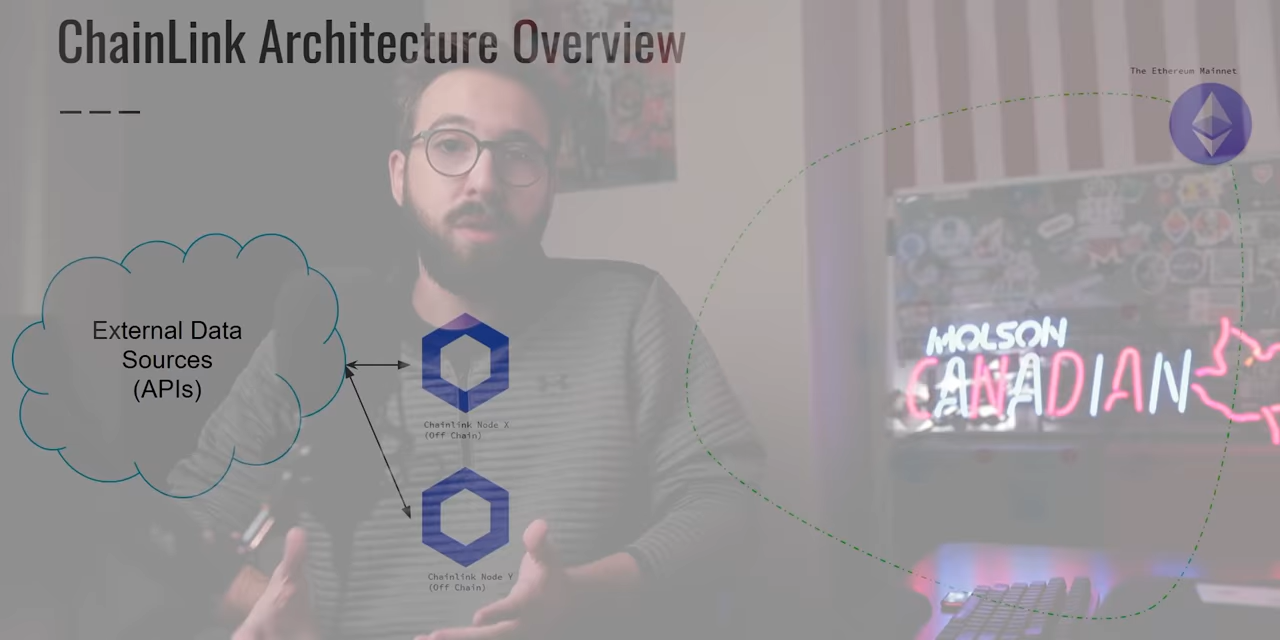 ChainLink Architecture Overview
The Ethereum Mainnet
External Data
Sources
(APIs)
Chainlink Node X
(Off Chain)
Chainlink Node Y
(Off Chain)
MOLSON
CANADIAN